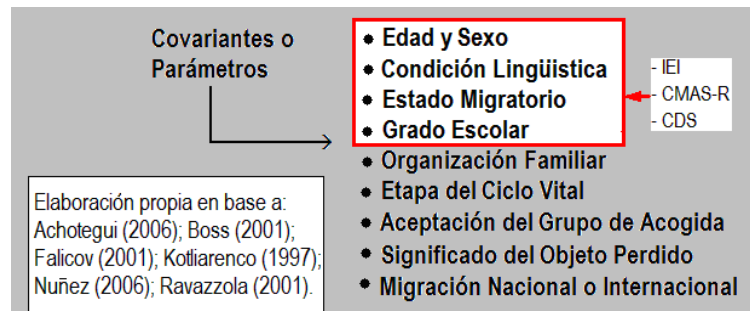 Covariantes o
Parámetros
● Edad y Sexo
● Condición Lingüistica
● Estado Migratorio
● Grado Escolar
● Organización Familiar
● Etapa del Ciclo Vital
● Aceptación del Grupo de Acogida
● Significado del Objeto Perdido
● Migración Nacional o Internacional
- IEI
- CMAS-R
- CDS
Elaboración propia en base a:
Achotegui (2006); Boss (2001);
Falicov (2001); Kotliarenco (1997);
Nuñez (2006); Ravazzola (2001).